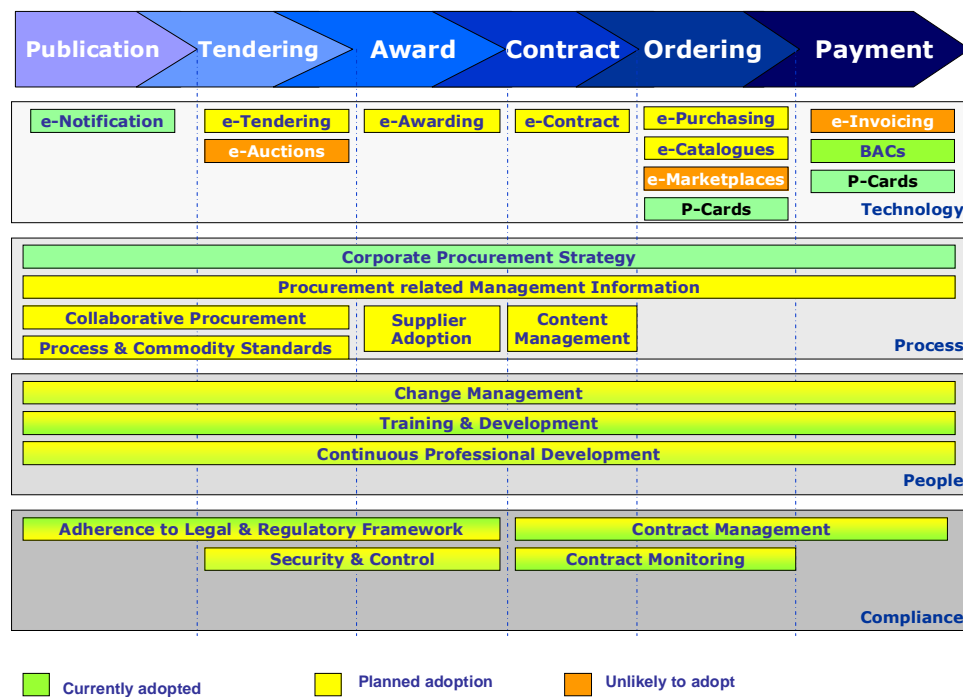 Publication Tendering Award Contract Ordering Payment
e-Notification e-Tendering e-Awarding e-Contract e-Purchasing e-Invoicing
e-Auctions e-Catalogues BACs
e-Marketplaces P-Cards
P-Cards Technology
Corporate Procurement Strategy
Procurement related Management Information
Collaborative Procurement Supplier Content
Adoption Management
Process & Commodity Standards Process
Change Management
Training & Development
Continuous Professional Development
People
Adherence to Legal & Regulatory Framework Contract Management
Security & Control Contract Monitoring
Compliance
Currently adopted Planned adoption Unlikely to adopt